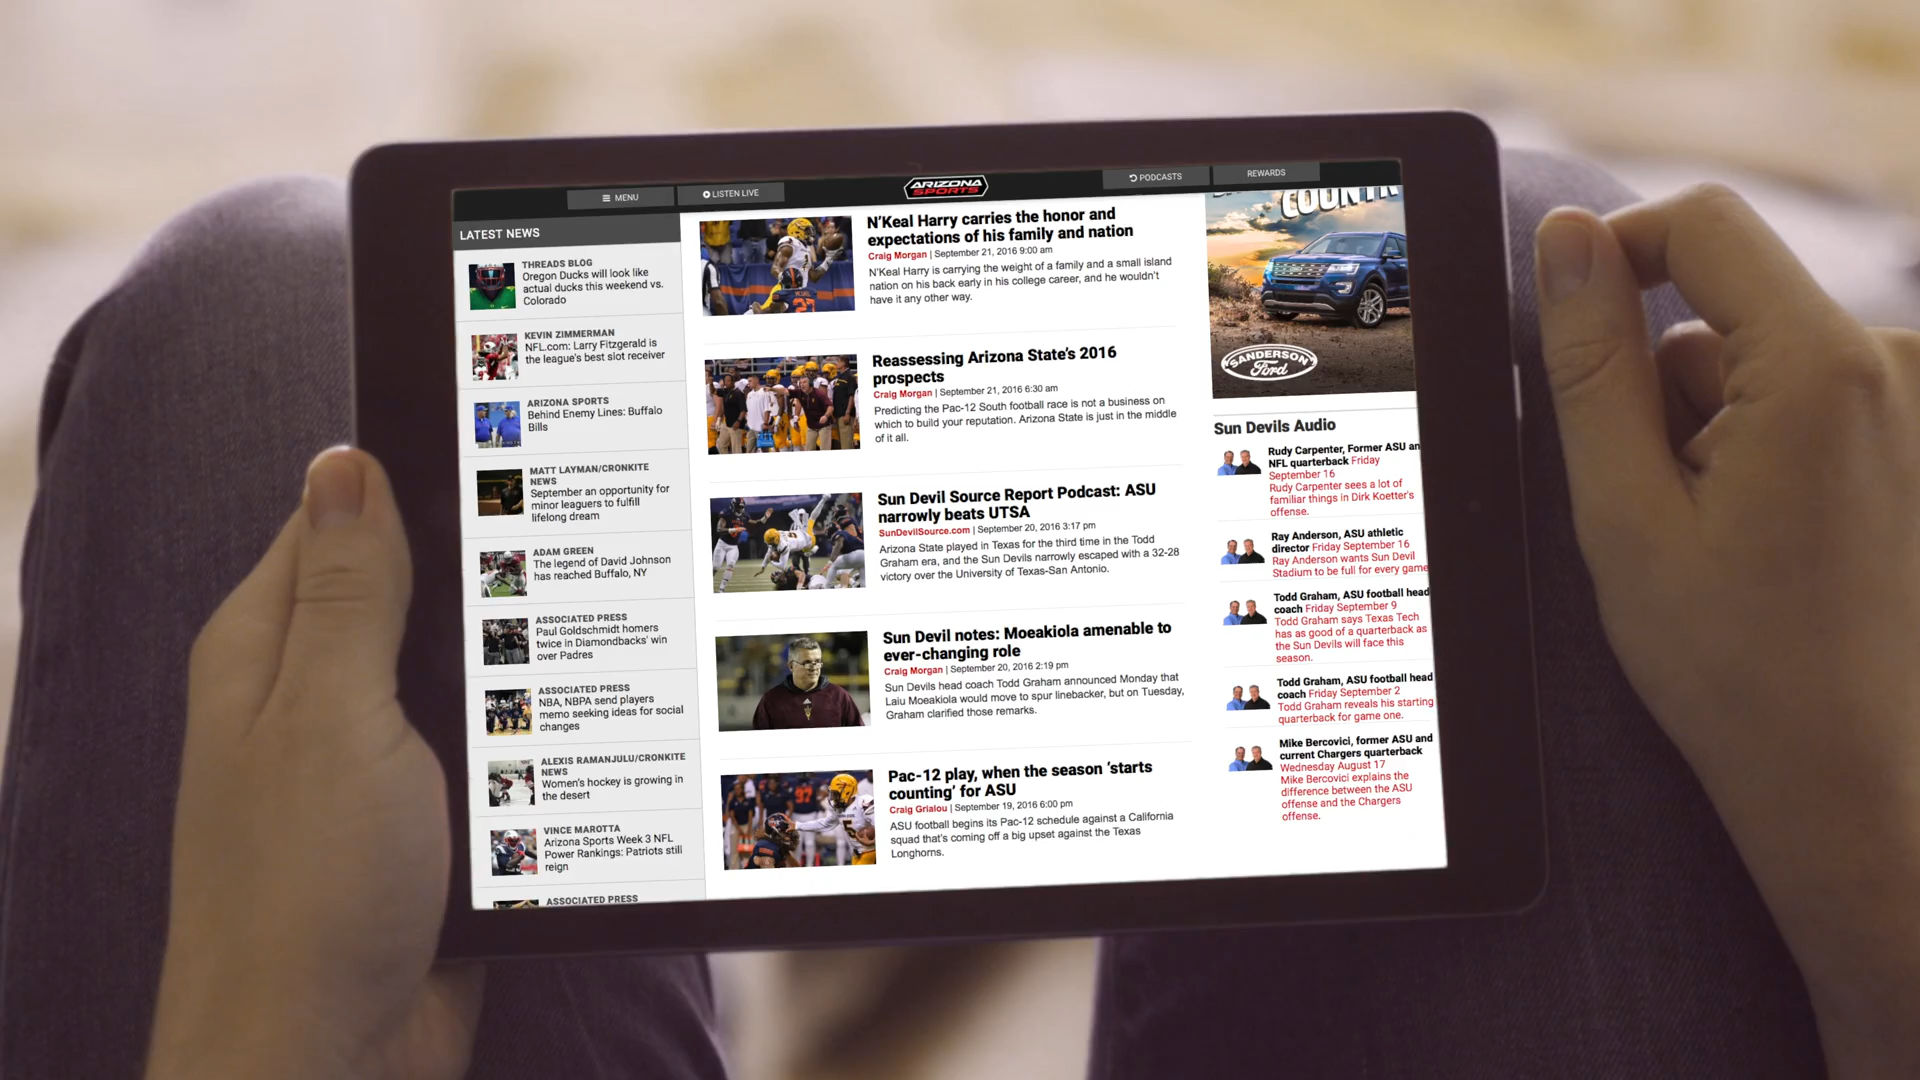 MENU
LISTEN LIVE
ARIZONA
SPORTS
PODCASTS
REWARDS
LATEST NEWS
THREADS BLOG
Oregon Ducks will look like
actual ducks this weekend vs.
Colorado
KEVIN ZIMMERMAN
NFL.com: Larry Fitzgerald is
the league's best slot receiver
ARIZONA SPORTS
Behind Enemy Lines: Buffalo
Bills
MATT LAYMAN/CRONKITE
NEWS
September an opportunity for
minor leaguers to fulfill
lifelong dream
ADAM GREEN
The legend of David Johnson
has reached Buffalo, NY
ASSOCIATED PRESS
Paul Goldschmidt homers
twice in Diamondbacks' win
over Padres
ASSOCIATED PRESS
NBA, NBPA send players
memo seeking ideas for social
changes
ALEXIS RAMANJULU/CRONKITE
NEWS
Women's hockey is growing in
the desert
VINCE MAROTTA
Arizona Sports Week 3 NFL
Power Rankings: Patriots still
reign
ASSOCIATED PRESS
N'Keal Harry carries the honor and
expectations of his family and nation
Craig Morgan | September 21, 2016 9:00 am
N'Keal Harry is carrying the weight of a family and a small island
nation on his back early in his college career, and he wouldn't
have it any other way.
Reassessing Arizona State's 2016
prospects
Craig Morgan | September 21, 2016 6:30 am
Predicting the Pac-12 South football race is not a business on
which to build your reputation. Arizona State is just in the middle
of it all.
Sun Devil Source Report Podcast: ASU
narrowly beats UTSA
SunDevilSource.com | September 20, 2016 3:17 pm
Arizona State played in Texas for the third time in the Todd
Graham era, and the Sun Devils narrowly escaped with a 32-28
victory over the University of Texas-San Antonio.
Sun Devil notes: Moeakiola amenable to
ever-changing role
Craig Morgan | September 20, 2016 2:19 pm
Sun Devils head coach Todd Graham announced Monday that
Laiu Moeakiola would move to spur linebacker, but on Tuesday,
Graham clarified those remarks.
Pac-12 play, when the season 'starts
counting' for ASU
Craig Grialou | September 19, 2016 6:00 pm
ASU football begins its Pac-12 schedule against a California
squad that's coming off a big upset against the Texas
Longhorns.
SANDERSON
Ford
Sun Devils Audio
Rudy Carpenter, Former ASU an
NFL quarterback Friday
September 16
Rudy Carpenter sees a lot of
familiar things in Dirk Koetter's
offense.
Ray Anderson, ASU athletic
director Friday September 16
Ray Anderson wants Sun Devil
Stadium to be full for every game
Todd Graham, ASU football head
coach Friday September 9
Todd Graham says Texas Tech
has as good of a quarterback as
the Sun Devils will face this
season.
Todd Graham, ASU football head
coach Friday September 2
Todd Graham reveals his starting
quarterback for game one.
Mike Bercovici, former ASU and
current Chargers quarterback
Wednesday August 17
Mike Bercovici explains the
difference between the ASU
offense and the Chargers
offense.